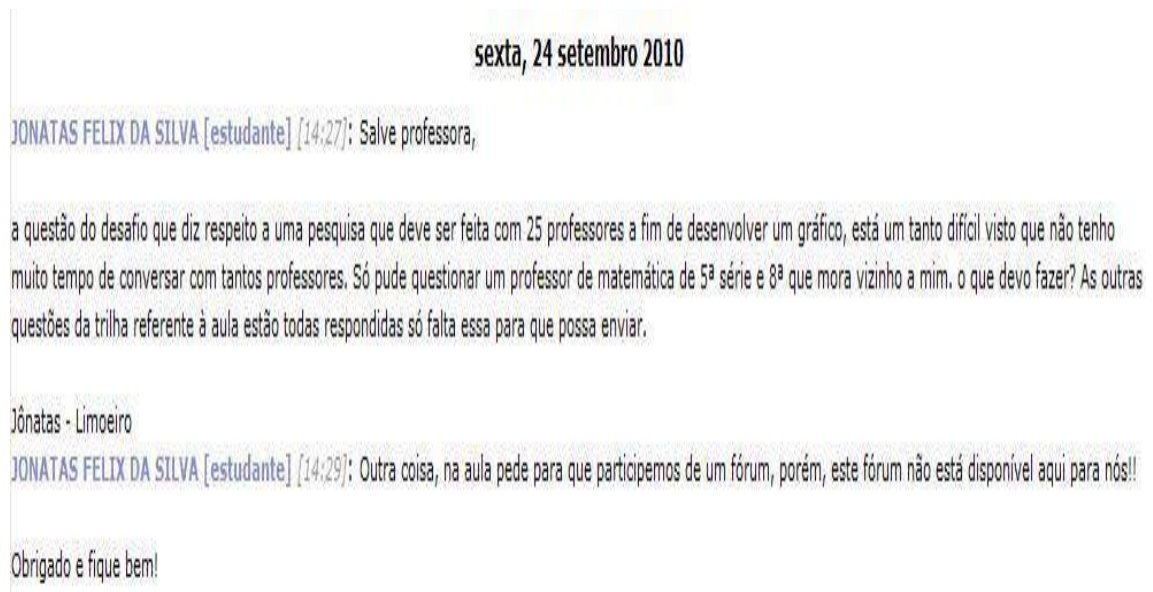 sexta, 24 setembro 2010
JONATAS FELIX DA SILVA [estudante] [14:27]: Salve professora,
a questão do desafio que diz respeito a uma pesquisa que deve ser feita com 25 professores a fim de desenvolver um gráfico, está um tanto difícil visto que não tenho
muito tempo de conversar com tantos professores. Só pude questionar um professor de matemática de 5ª série e 8ª que mora vizinho a mim. o que devo fazer? As outras
questões da trilha referente à aula estão todas respondidas só falta essa para que possa enviar.
Jônatas - Limoeiro
JONATAS FELIX DA SILVA [estudante] [14:29]: Outra coisa, na aula pede para que participemos de um fórum, porém, este fórum não está disponível aqui para nós!!
Obrigado e fique bem!